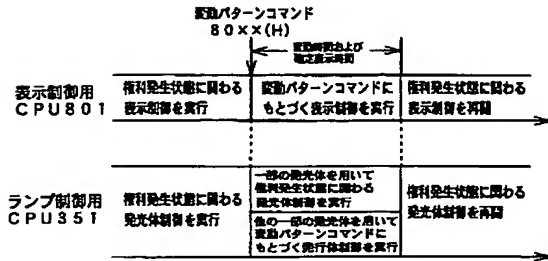 変動パターンコマンド
80××(H)
変動時間および
確定表示時間
表示制御用
CPU801
権利発生状態に関わる
表示制御を実行
変動パターンコマンドに
もとづく表示制御を実行
権利発生状態に関わる
表示制御を再開
ランプ制御用
CPU351
権利発生状態に関わる
発光体制御を実行
一部の発光体を用いて
権利発生状態に関わる
発光体制御を実行
他の一部の発光体を用いて
変動パターンコマンドに
もとづく発行体制御を実行
権利発生状態に関わる
発光体制御を再開